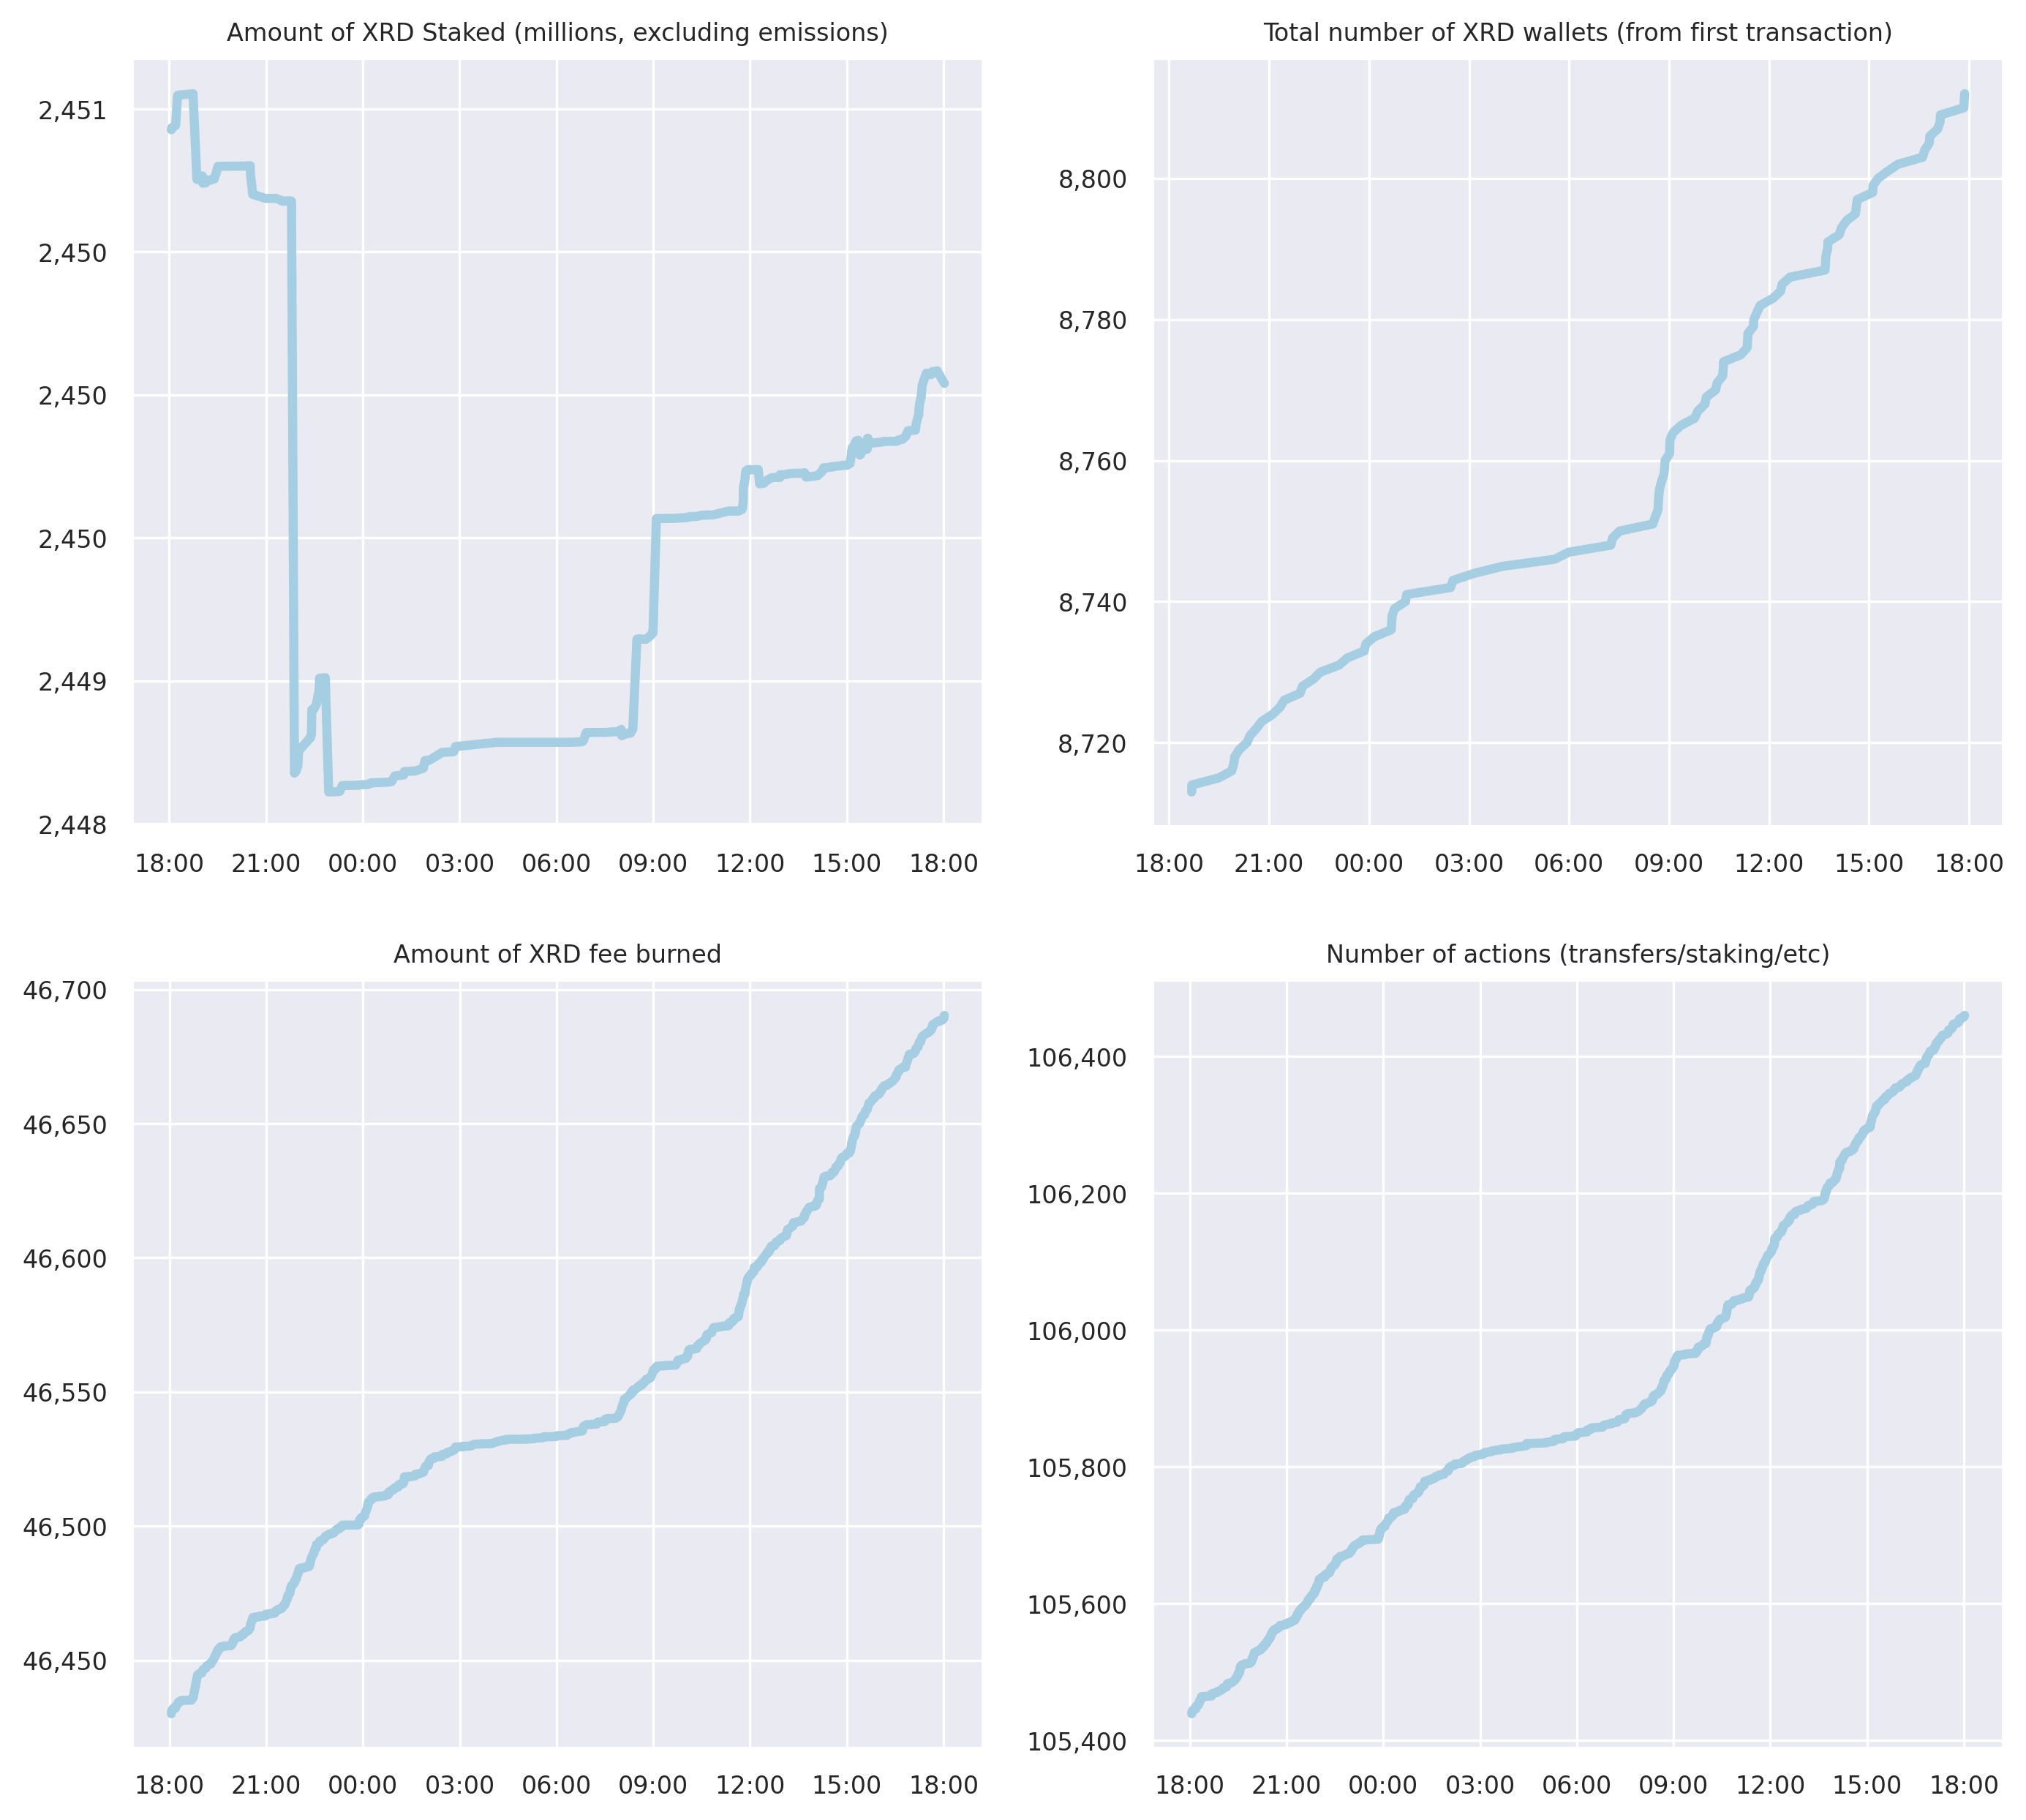 Amount of XRD Staked (millions, excluding emissions)
2,451
2,450
2,450
2,450
2,449
2,448
18:00 21:00 00:00 03:00 06:00 09:00 12:00 15:00 18:00
Total number of XRD wallets (from first transaction)
8,800
8,780
8,760
8,740
8,720
18:00 21:00 00:00 03:00 06:00 09:00 12:00 15:00 18:00
Amount of XRD fee burned
46,700
46,650
46,600
46,550
46,500
46,450
18:00 21:00 00:00 03:00 06:00 09:00 12:00 15:00 18:00
Number of actions (transfers/staking/etc)
106,400
106,200
106,000
105,800
105,600
105,400
18:00 21:00 00:00 03:00 06:00 09:00 12:00 15:00 18:00